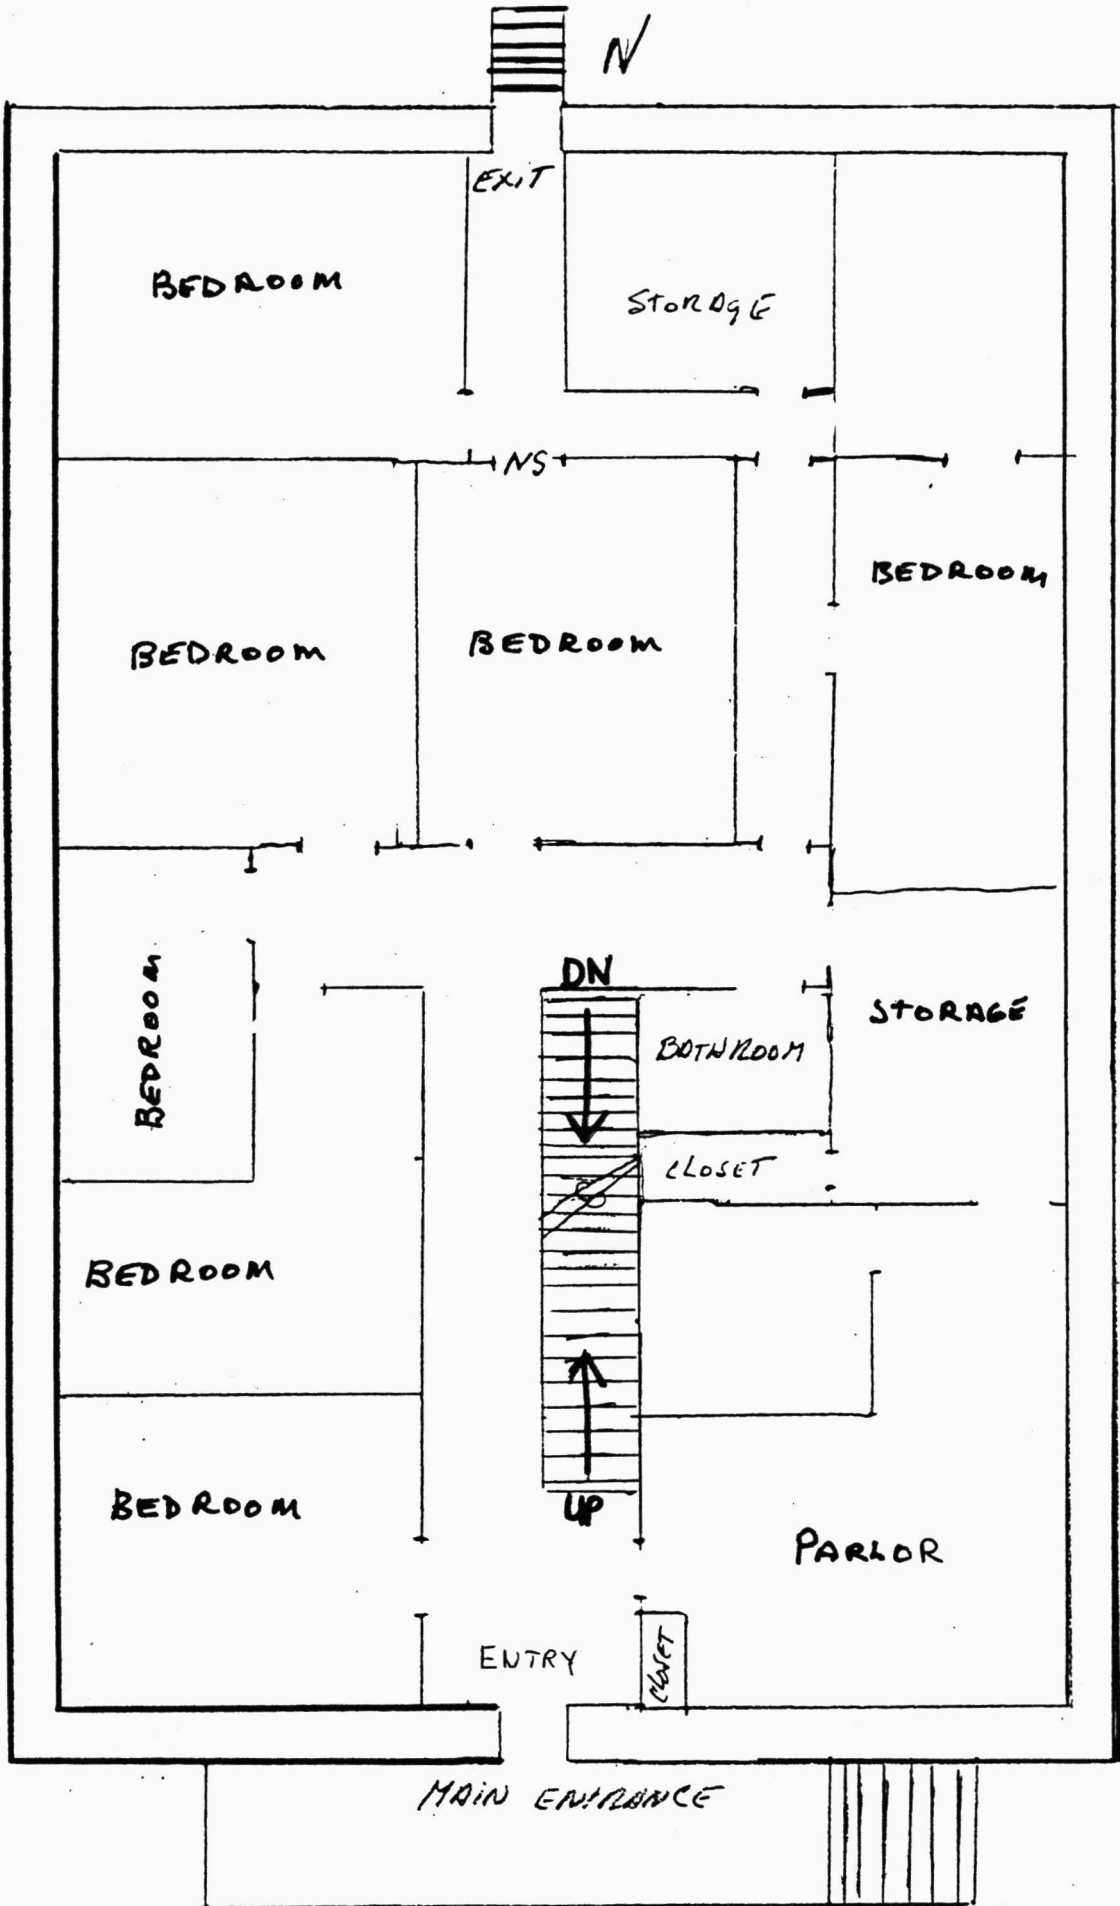 N
EXIT
BEDROOM
STORAGE
NS
BEDROOM
BEDROOM
BEDROOM
BEDROOM
DN
STORAGE
BATHROOM
CLOSET
BEDROOM
BEDROOM
UP
PARLOR
ENTRY
CLOSET
MAIN ENTRANCE